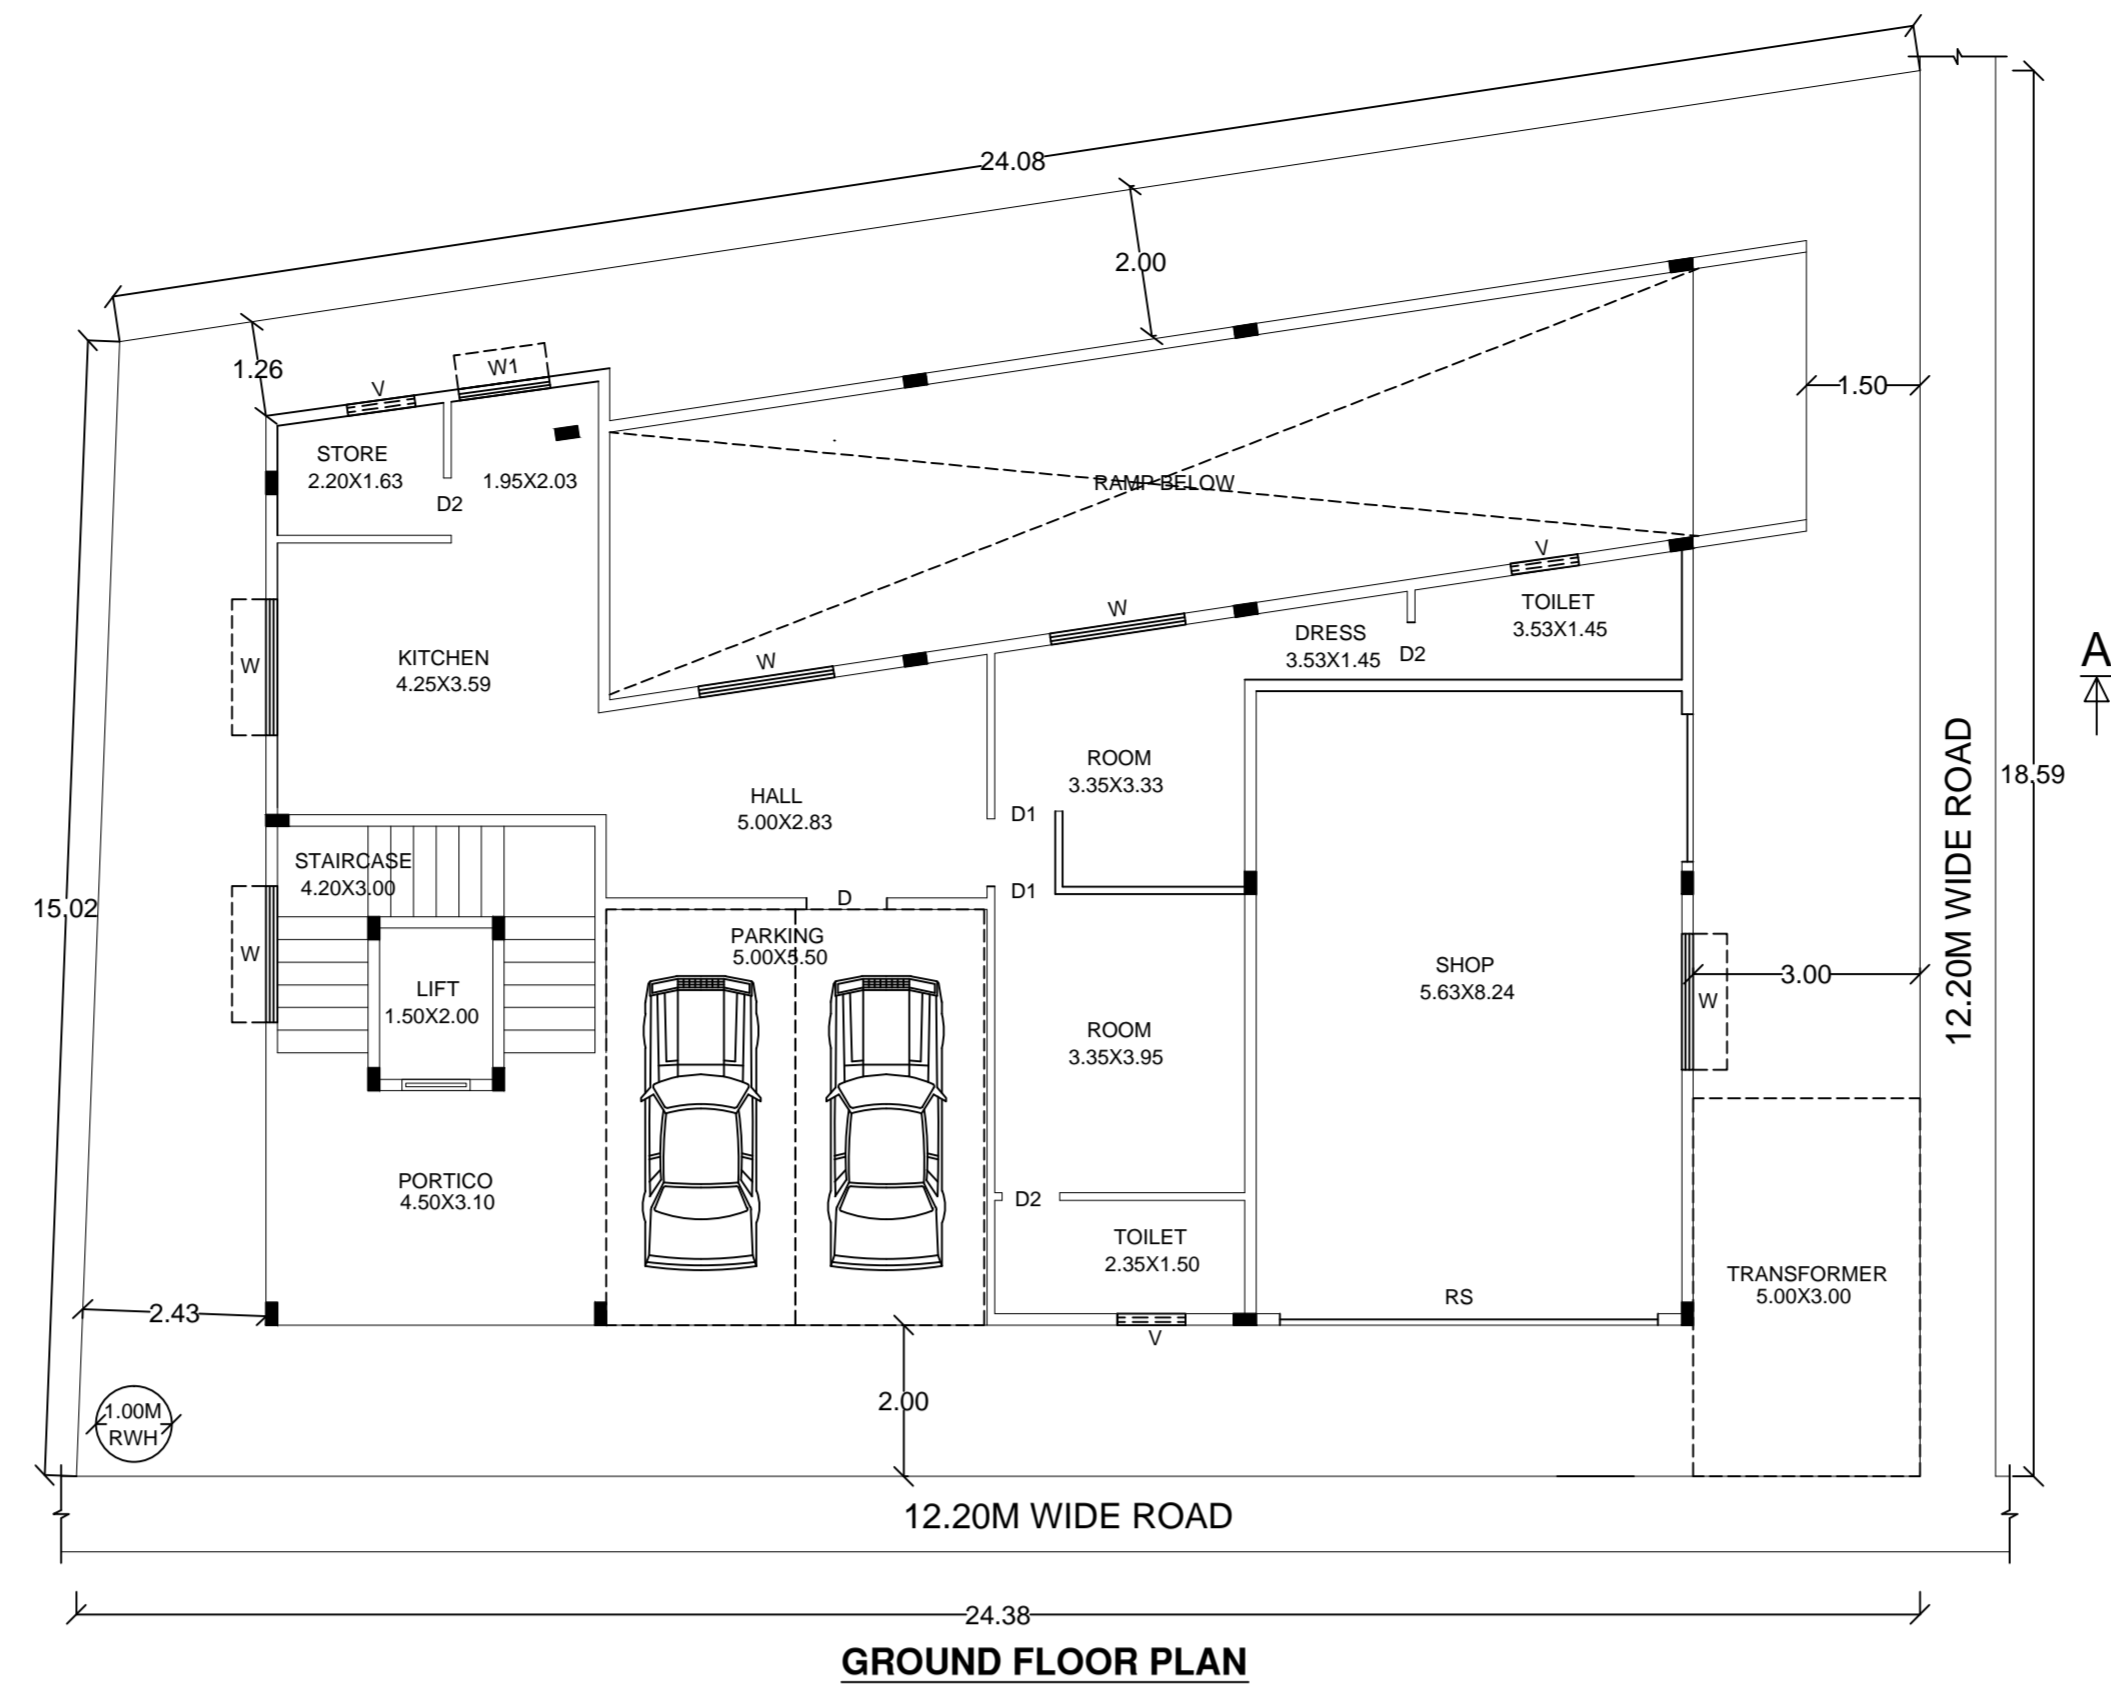 24.08
2.00
1.26
W1
V
1.50
STORE
2.20X1.63
1.95X2.03
D2
RAMP BELOW
V
W
TOILET
3.53X1.45
DRESS
3.53X1.45
D2
A
W
KITCHEN
4.25X3.59
W
ROOM
3.35X3.33
12.20M WIDE ROAD
18.59
HALL
5.00X2.83
D1
STAIRCASE
4.20X3.00
D1
D
15.02
PARKING
5.00X5.50
W
LIFT
1.50X2.00
SHOP
5.63X8.24
3.00
W
ROOM
3.35X3.95
PORTICO
4.50X3.10
D2
TOILET
2.35X1.50
TRANSFORMER
5.00X3.00
RS
2.43
V
2.00
1.00M
RWH
12.20M WIDE ROAD
24.38
GROUND FLOOR PLAN